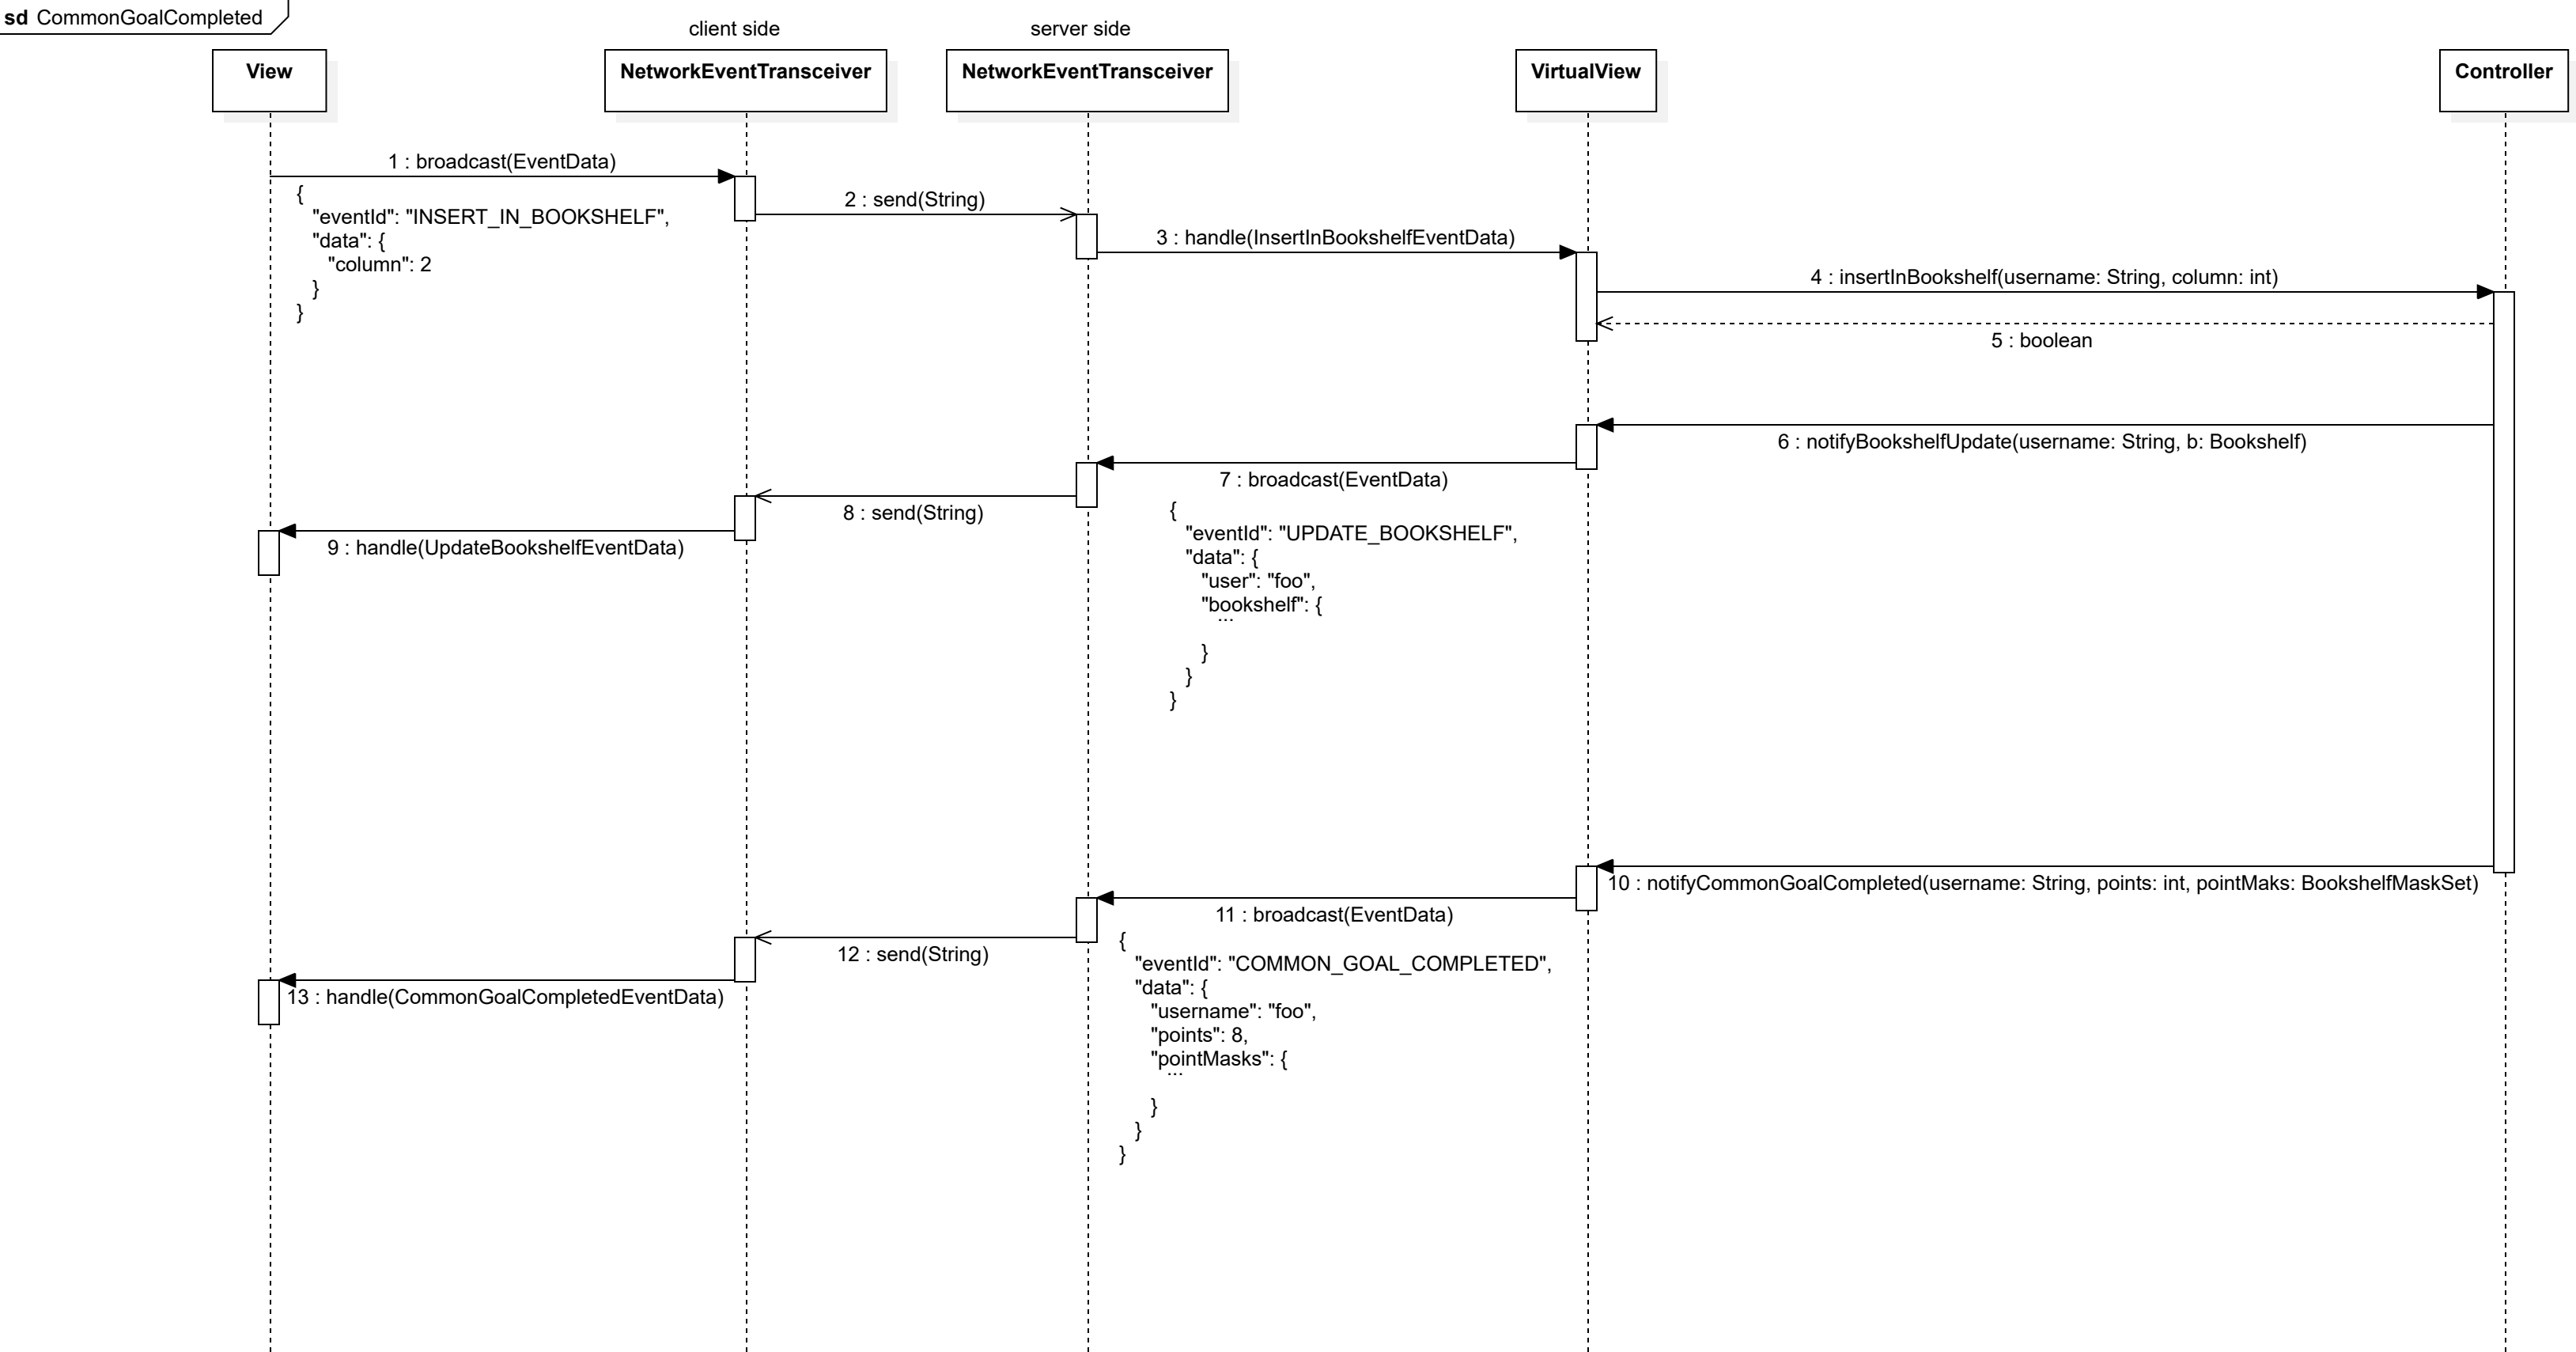 sd CommonGoalCompleted
client side
server side
View
NetworkEventTransceiver
NetworkEventTransceiver
VirtualView
Controller
1 : broadcast(EventData)
{
"eventId": "INSERT_IN_BOOKSHELF",
"data": {
"column": 2
}
}
2 : send(String)
3 : handle(InsertInBookshelfEventData)
4 : insertInBookshelf(username: String, column: int)
5 : boolean
6 : notifyBookshelfUpdate(username: String, b: Bookshelf)
7 : broadcast(EventData)
{
"eventId": "UPDATE_BOOKSHELF",
"data": {
"user": "foo",
"bookshelf": {
...
}
}
}
8 : send(String)
9 : handle(UpdateBookshelfEventData)
10 : notifyCommonGoalCompleted(username: String, points: int, pointMaks: BookshelfMaskSet)
11 : broadcast(EventData)
{
"eventId": "COMMON_GOAL_COMPLETED",
"data": {
"username": "foo",
"points": 8,
"pointMasks": {
...
}
}
}
12 : send(String)
13 : handle(CommonGoalCompletedEventData)